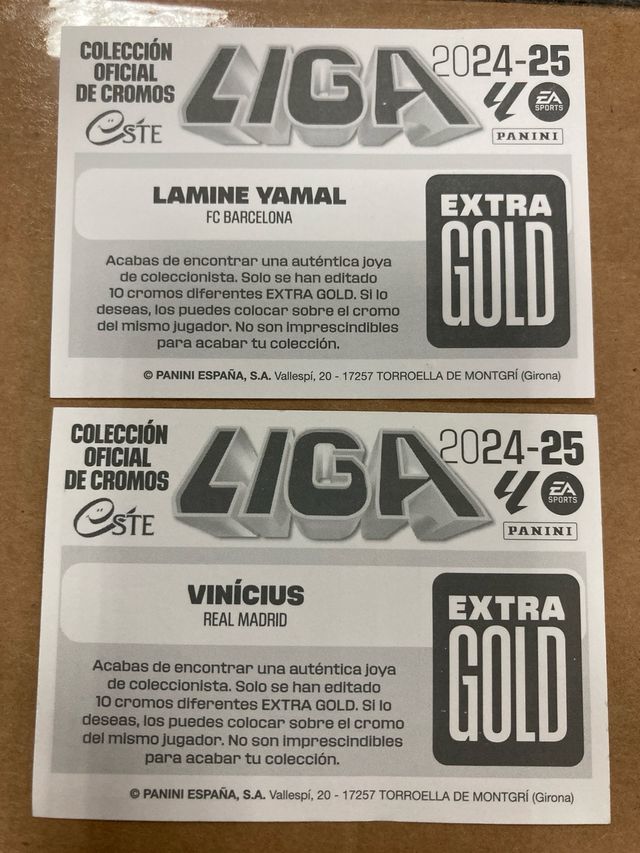 COLECCIÓN
OFICIAL
DE CROMOS
ESTE
LIGA
2024-25
EA
SPORTS
PANINI
LAMINE YAMAL
FC BARCELONA
EXTRA
GOLD
Acabas de encontrar una auténtica joya
de coleccionista. Solo se han editado
10 cromos diferentes EXTRA GOLD. Si lo
deseas, los puedes colocar sobre el cromo
del mismo jugador. No son imprescindibles
para acabar tu colección.
© PANINI ESPAÑA, S.A. Vallespí, 20 - 17257 TORROELLA DE MONTGRÍ (Girona)
COLECCIÓN
OFICIAL
DE CROMOS
ESTE
LIGA
2024-25
EA
SPORTS
PANINI
VINÍCIUS
REAL MADRID
EXTRA
GOLD
Acabas de encontrar una auténtica joya
de coleccionista. Solo se han editado
10 cromos diferentes EXTRA GOLD. Si lo
deseas, los puedes colocar sobre el cromo
del mismo jugador. No son imprescindibles
para acabar tu colección.
© PANINI ESPAÑA, S.A. Vallespí, 20 - 17257 TORROELLA DE MONTGRÍ (Girona)